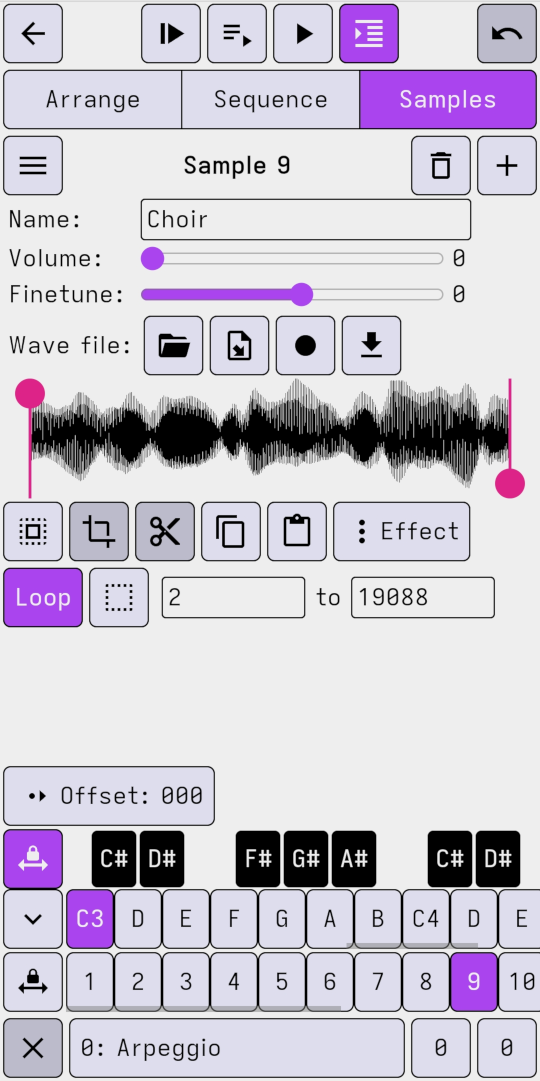 Arrange Sequence Samples
Sample 9
Name: Choir
Volume: 0
Finetune: 0
Wave file:
Effect
Loop 2 to 19088
Offset: 000
C# D# F# G# A# C# D#
C3 D E F G A B C4 D E
1 2 3 4 5 6 7 8 9 10
0: Arpeggio 0 0